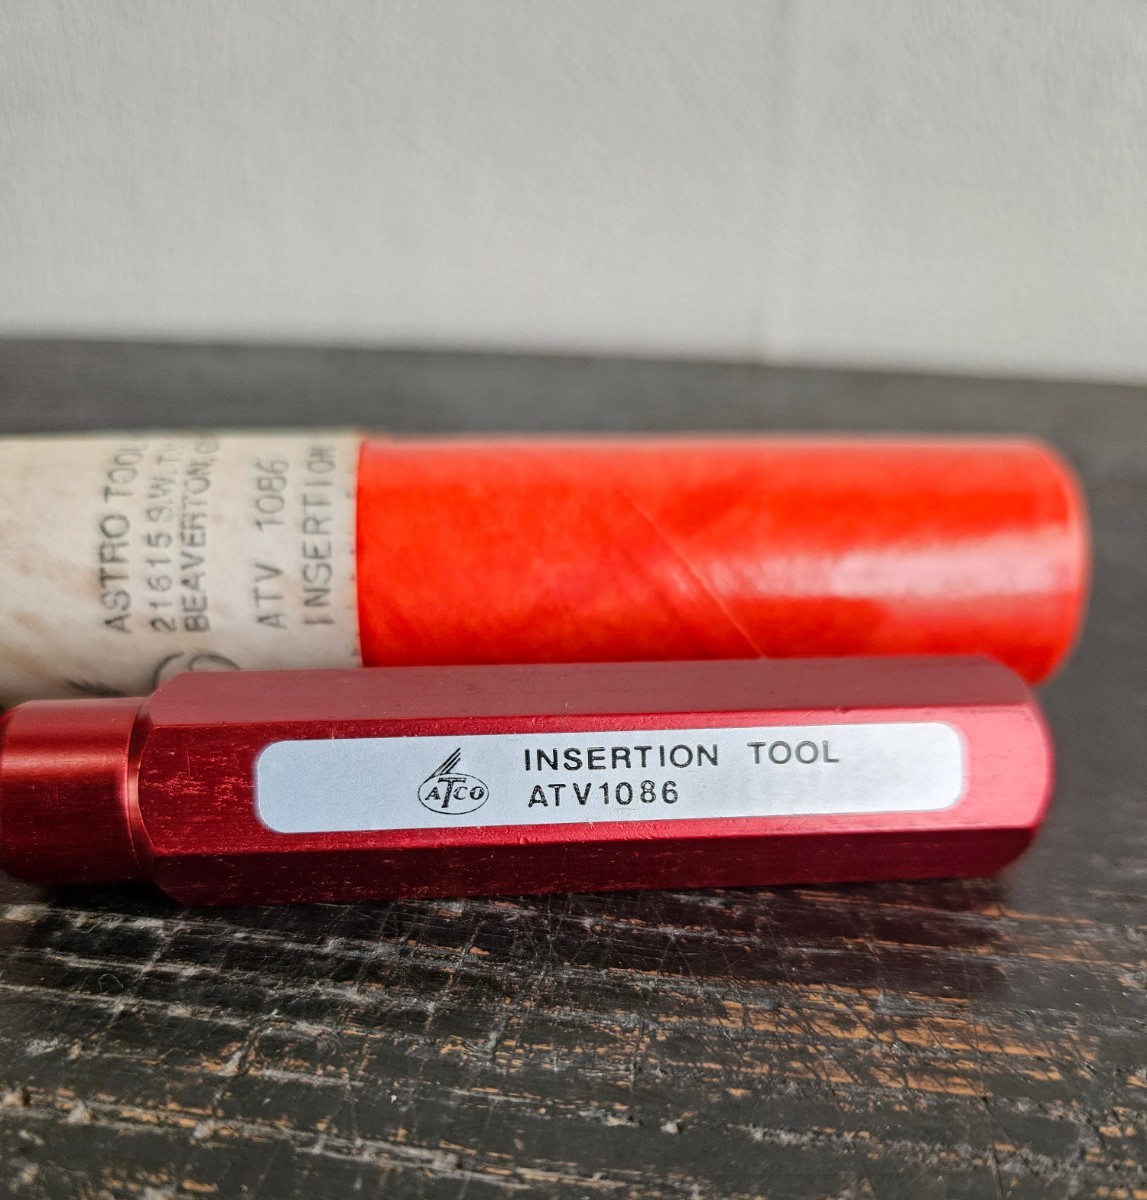 ASTRO TOOL
21615 S.W. T
BEAVERTON, O
ATV 1086
INSERTION
ATCO
INSERTION TOOL
ATV1086